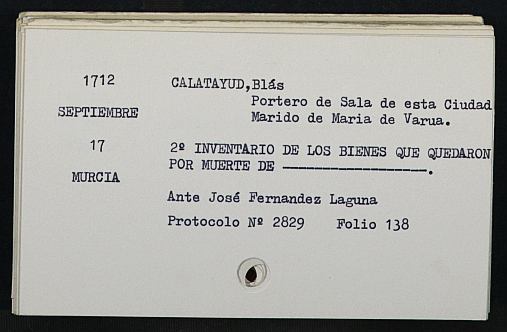 1712
CALATAYUD,Blás
Portero de Sala de esta Ciudad
SEPTIEMBRE
Marido de Maria de Varua.
17
2º INVENTARIO DE LOS BIENES QUE QUEDARON
MURCIA
POR MUERTE DE ——————————.
Ante José Fernandez Laguna
Protocolo Nº 2829 Folio 138